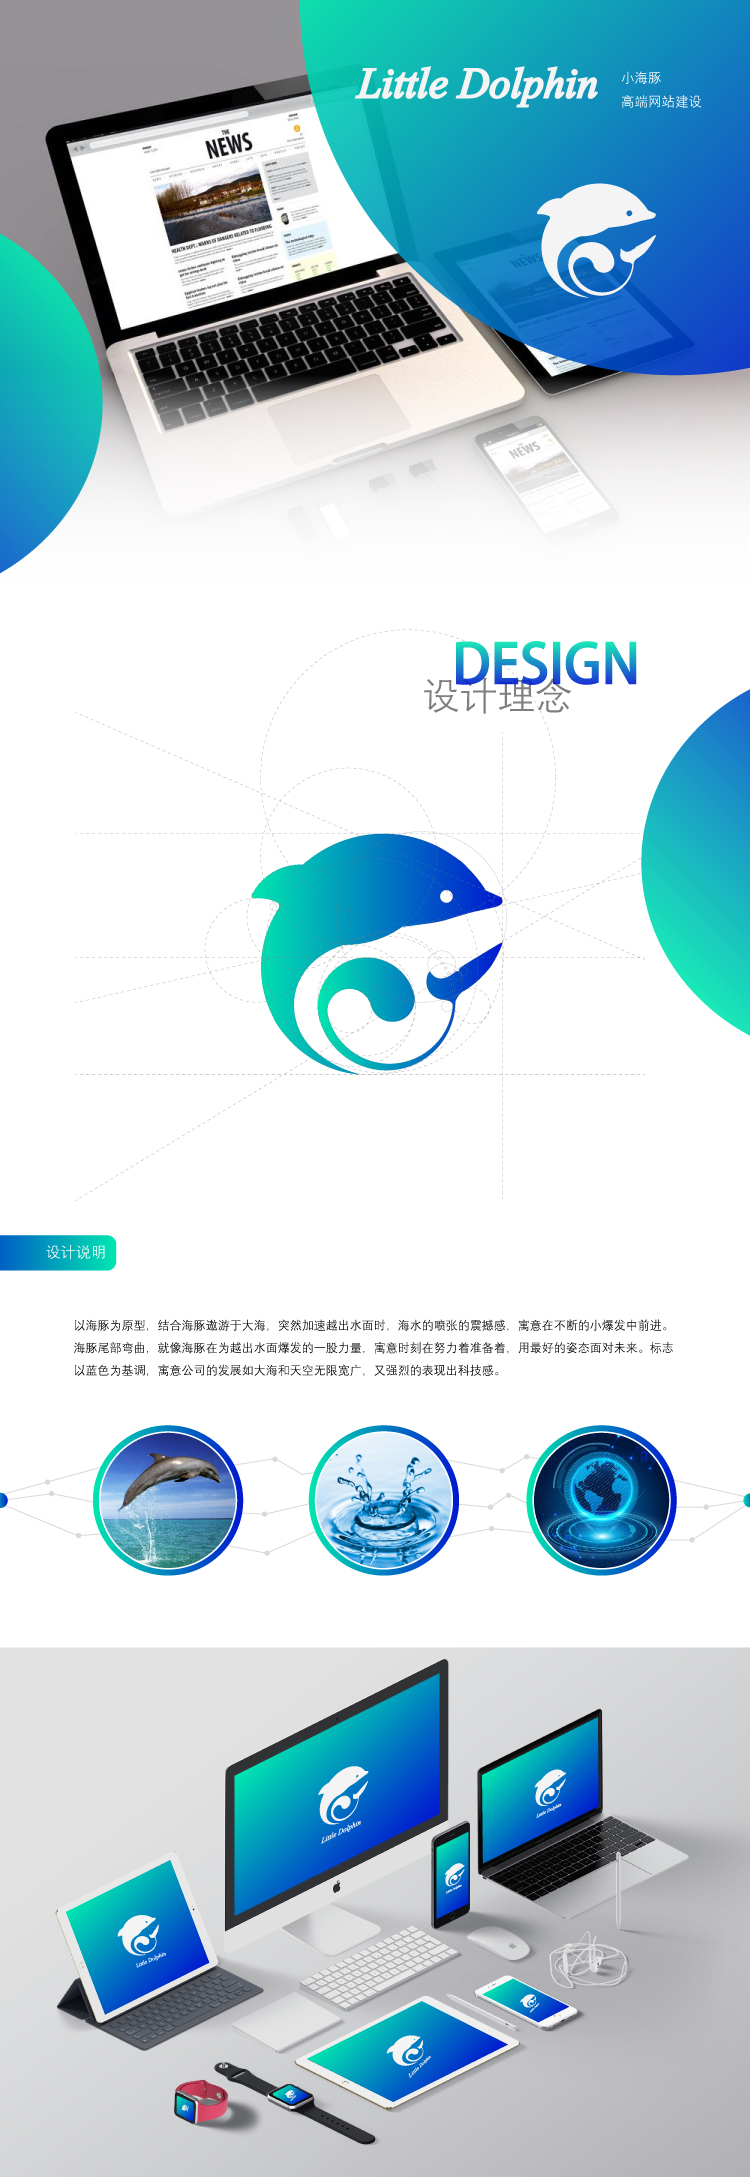 Little Dolphin
小海豚
高端网站建设
THE
NEWS
HEALTH DEPT.: WARNS OF DANGERS RELATED TO FLOODING
NEWS
NEWS
DESIGN
设计理念
设计说明
以海豚为原型，结合海豚遨游于大海，突然加速越出水面时，海水的喷张的震撼感，寓意在不断的小爆发中前进。
海豚尾部弯曲，就像海豚在为越出水面爆发的一股力量，寓意时刻在努力着准备着，用最好的姿态面对未来。标志
以蓝色为基调，寓意公司的发展如大海和天空无限宽广，又强烈的表现出科技感。
Little Dolphin
Little Dolphin
Little Dolphin
Little Dolphin
Little Dolphin